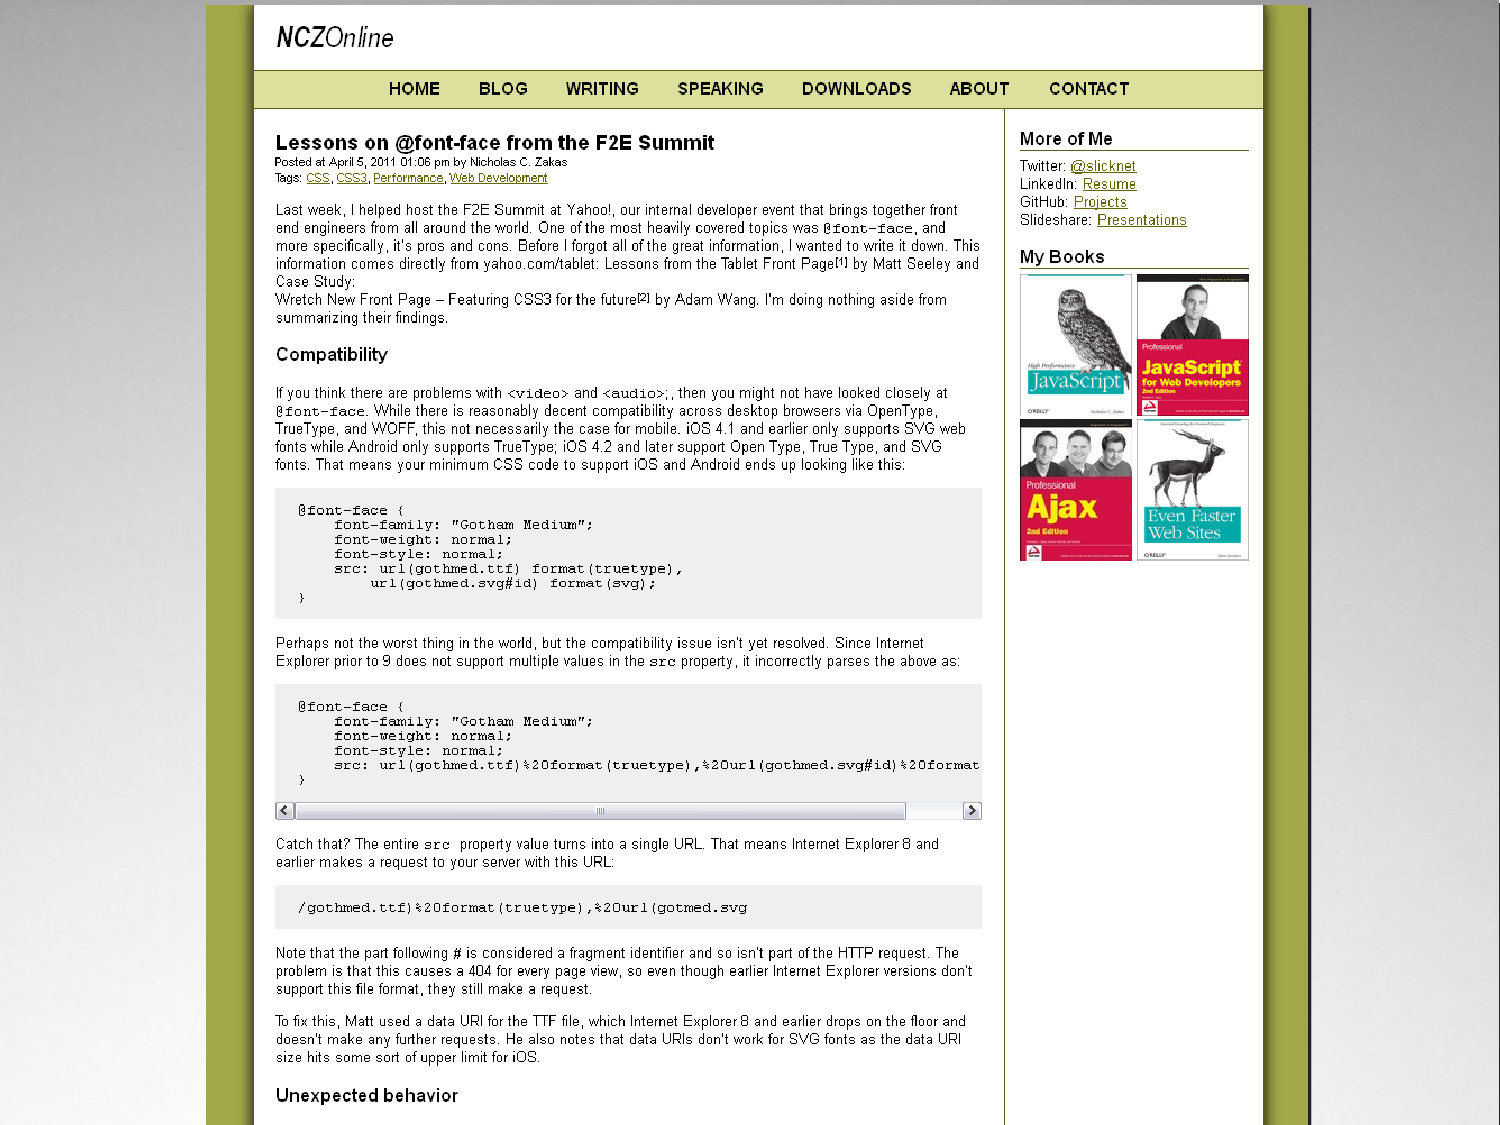 NCZOnline
HOME BLOG WRITING SPEAKING DOWNLOADS ABOUT CONTACT
Lessons on @font-face from the F2E Summit
Posted at April 5, 2011 01:06 pm by Nicholas C. Zakas
Tags: CSS, CSS3, Performance, Web Development
Last week, I helped host the F2E Summit at Yahoo!, our internal developer event that brings together front
end engineers from all around the world. One of the most heavily covered topics was @font-face, and
more specifically, it's pros and cons. Before I forgot all of the great information, I wanted to write it down. This
information comes directly from yahoo.com/tablet: Lessons from the Tablet Front Page[1] by Matt Seeley and
Case Study:
Wretch New Front Page – Featuring CSS3 for the future[2] by Adam Wang. I'm doing nothing aside from
summarizing their findings.
Compatibility
If you think there are problems with <video> and <audio>;, then you might not have looked closely at
@font-face. While there is reasonably decent compatibility across desktop browsers via OpenType,
TrueType, and WOFF, this not necessarily the case for mobile. iOS 4.1 and earlier only supports SVG web
fonts while Android only supports TrueType; iOS 4.2 and later support Open Type, True Type, and SVG
fonts. That means your minimum CSS code to support iOS and Android ends up looking like this:
@font-face {
font-family: "Gotham Medium";
font-weight: normal;
font-style: normal;
src: url(gothmed.ttf) format(truetype),
url(gothmed.svg#id) format(svg);
}
Perhaps not the worst thing in the world, but the compatibility issue isn't yet resolved. Since Internet
Explorer prior to 9 does not support multiple values in the src property, it incorrectly parses the above as:
@font-face {
font-family: "Gotham Medium";
font-weight: normal;
font-style: normal;
src: url(gothmed.ttf)%20format(truetype),%20url(gothmed.svg#id)%20format
}
Catch that? The entire src property value turns into a single URL. That means Internet Explorer 8 and
earlier makes a request to your server with this URL:
/gothmed.ttf)%20format(truetype),%20url(gotmed.svg
Note that the part following # is considered a fragment identifier and so isn't part of the HTTP request. The
problem is that this causes a 404 for every page view, so even though earlier Internet Explorer versions don't
support this file format, they still make a request.
To fix this, Matt used a data URI for the TTF file, which Internet Explorer 8 and earlier drops on the floor and
doesn't make any further requests. He also notes that data URIs don't work for SVG fonts as the data URI
size hits some sort of upper limit for iOS.
Unexpected behavior
More of Me
Twitter: @slicknet
LinkedIn: Resume
GitHub: Projects
Slideshare: Presentations
My Books
High Performance
JavaScript
O'REILLY
Nicholas C. Zakas
Professional
JavaScript
for Web Developers
2nd Edition
Professional
Ajax
2nd Edition
Even Faster
Web Sites
O'REILLY